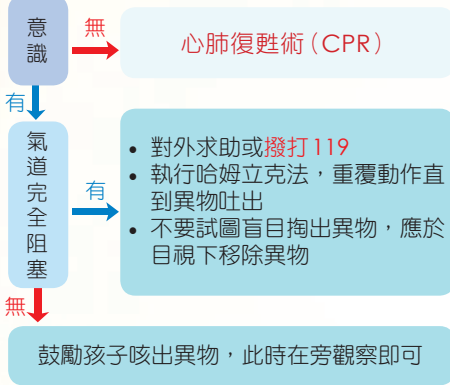 意識
無
心肺復甦術（CPR）
有
氣道完全阻塞
有
• 對外求助或撥打119
• 執行哈姆立克法，重覆動作直
到異物吐出
• 不要試圖盲目掏出異物，應於
目視下移除異物
無
鼓勵孩子咳出異物，此時在旁觀察即可